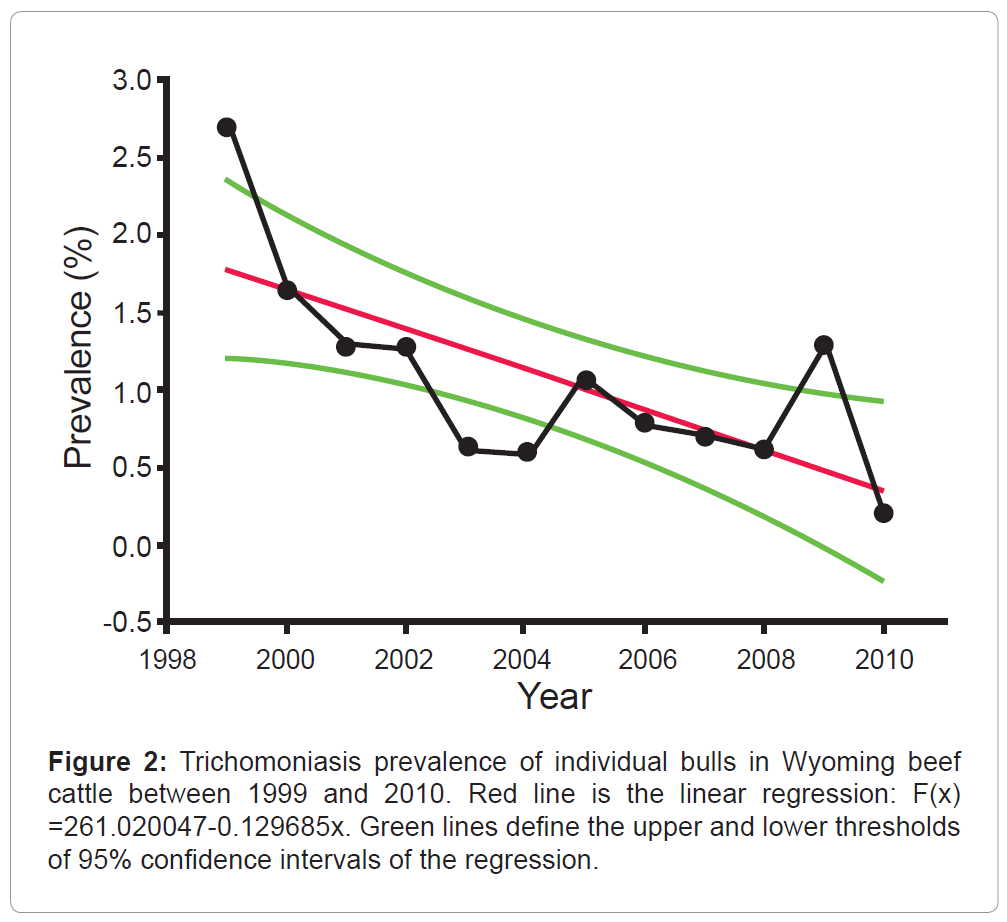 3.0
2.5
2.0
1.5
1.0
0.5
0.0
-0.5
Prevalence (%)
1998 2000 2002 2004 2006 2008 2010
Year
Figure 2: Trichomoniasis prevalence of individual bulls in Wyoming beef
cattle between 1999 and 2010. Red line is the linear regression: F(x)
=261.020047-0.129685x. Green lines define the upper and lower thresholds
of 95% confidence intervals of the regression.